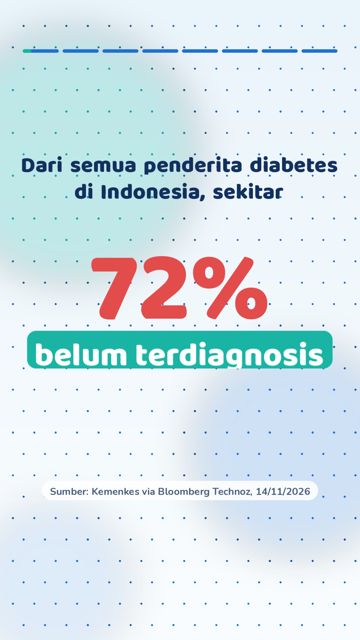 Dari semua penderita diabetes
di Indonesia, sekitar
72%
belum terdiagnosis
Sumber: Kemenkes via Bloomberg Technoz, 14/11/2026